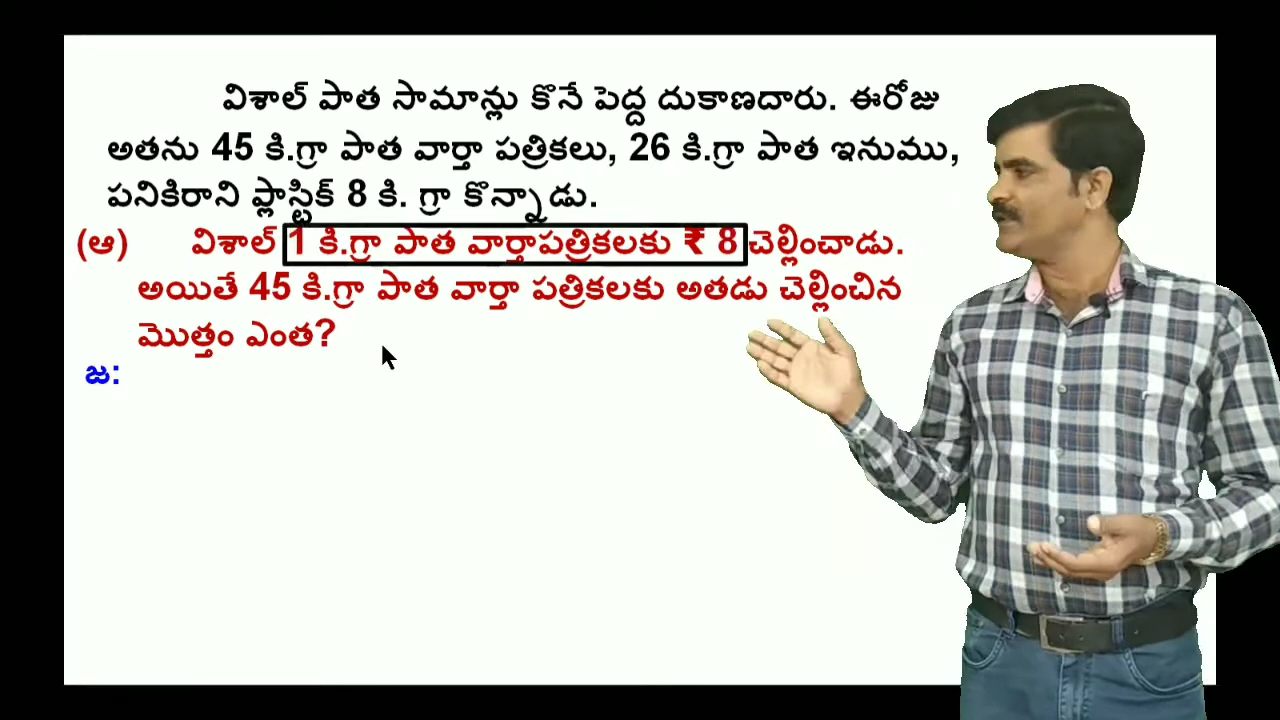 విశాల్ పాత సామాన్లు కొనే పెద్ద దుకాణదారు. ఈరోజు
అతను 45 కి.గ్రా పాత వార్తా పత్రికలు, 26 కి.గ్రా పాత ఇనుము,
పనికిరాని ప్లాస్టిక్ 8 కి. గ్రా కొన్నాడు.
(ఆ) విశాల్ 1 కి.గ్రా పాత వార్తాపత్రికలకు ₹ 8 చెల్లించాడు.
అయితే 45 కి.గ్రా పాత వార్తా పత్రికలకు అతడు చెల్లించిన
మొత్తం ఎంత?
జ: